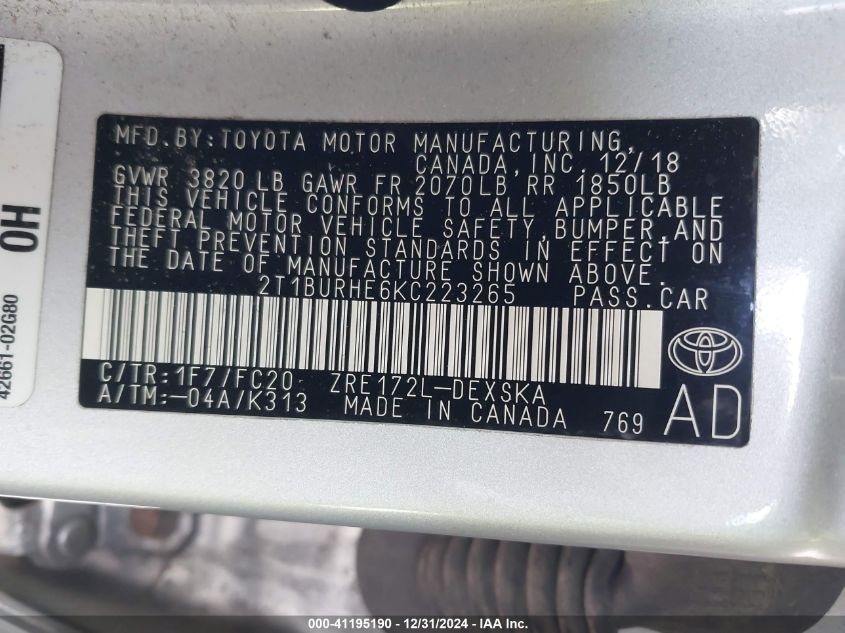 MFD.BY:TOYOTA MOTOR MANUFACTURING,
CANADA,INC. 12/18
GVWR 3820 LB GAWR FR 2070LB RR 1850LB
THIS VEHICLE CONFORMS TO ALL APPLICABLE
FEDERAL MOTOR VEHICLE SAFETY,BUMPER,AND
THEFT PREVENTION STANDARDS IN EFFECT ON
THE DATE OF MANUFACTURE SHOWN ABOVE.
2T1BURHE6KC223265 PASS.CAR
C/TR:1F7/FC20 ZRE172L-DEXSKA
A/TM:-04A/K313 MADE IN CANADA 769
AD
0H
42661-02G80
000-41195190 - 12/31/2024 - IAA Inc.